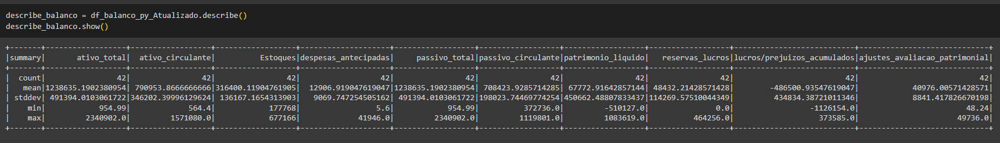 describe_balanco = df_balanco_py_Atualizado.describe()
describe_balanco.show()
+-------+------------------+-----------------+------------------+--------------------+------------------+------------------+------------------+------------------+--------------------------+----------------------------+
|summary|       ativo_total| ativo_circulante|          Estoques|despesas_antecipadas|     passivo_total|passivo_circulante|patrimonio_liquido|   reservas_lucros|lucros/prejuizos_acumulados|ajustes_avaliacao_patrimonial|
+-------+------------------+-----------------+------------------+--------------------+------------------+------------------+------------------+------------------+--------------------------+----------------------------+
|  count|                42|               42|                42|                  42|                42|                42|                42|                42|                        42|                          42|
|   mean|1238635.1902380954|790953.8666666666|316400.11904761905|  12906.919047619047|1238635.1902380954| 708423.9285714285| 67772.91642857144| 48432.21428571428|       -486500.93547619047|           40976.00571428571|
| stddev| 491394.0103061722|346202.39996129624| 136167.1654313903|   9069.747254505162| 491394.0103061722|198023.74469774254|450662.48807833437|114269.57510044349|        434834.38721011346|           8841.417826670198|
|    min|            954.99|            564.4|            177768|                 5.6|            954.99|          372736.0|         -510127.0|               0.0|                -1126154.0|                       48.24|
|    max|         2340902.0|        1571080.0|            677166|             41946.0|         2340902.0|         1119801.0|         1083619.0|          464256.0|                  373585.0|                     49736.0|
+-------+------------------+-----------------+------------------+--------------------+------------------+------------------+------------------+------------------+--------------------------+----------------------------+